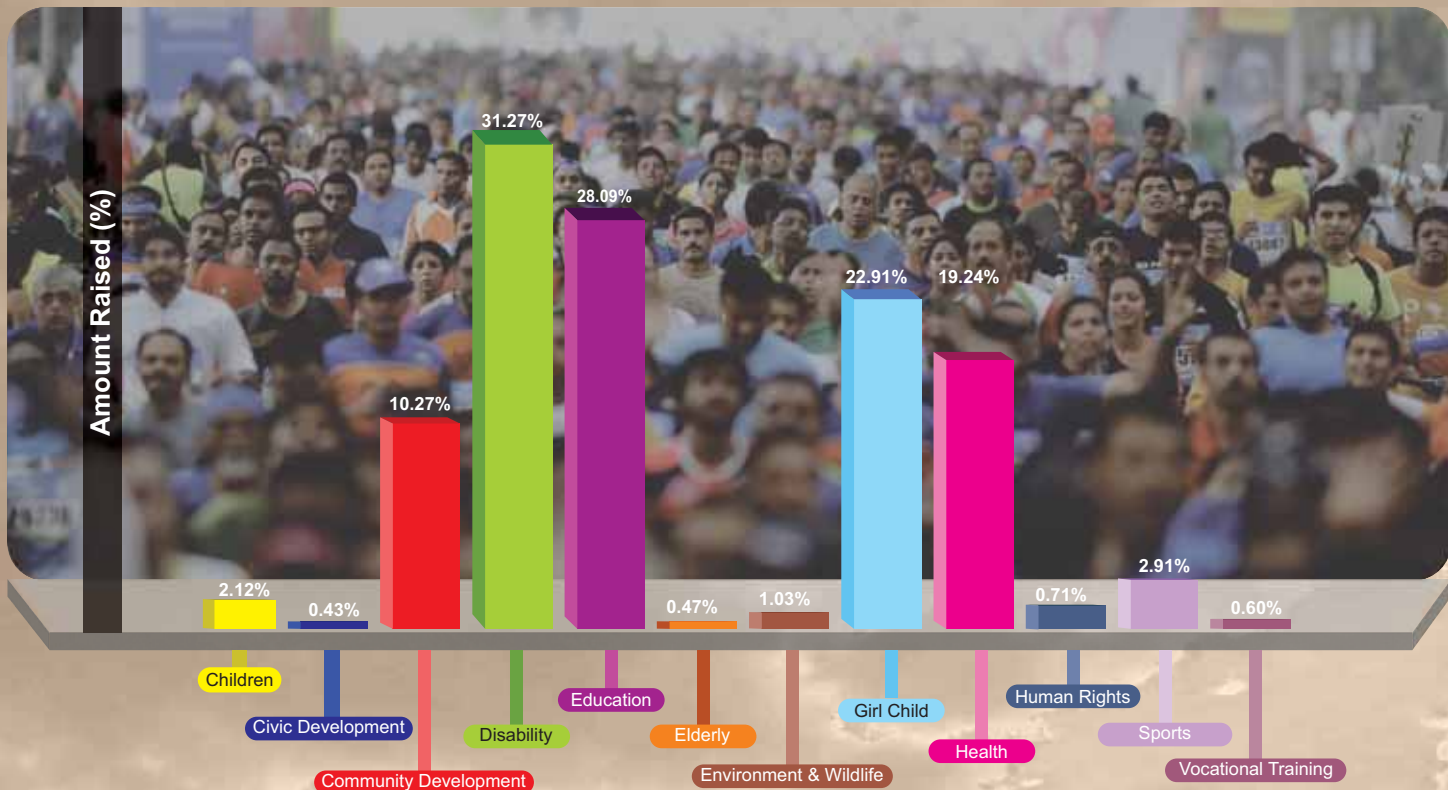 Amount Raised (%)
2.12%
0.43%
10.27%
31.27%
28.09%
0.47%
1.03%
22.91%
19.24%
0.71%
2.91%
0.60%
Children
Civic Development
Community Development
Disability
Education
Elderly
Environment & Wildlife
Girl Child
Health
Human Rights
Sports
Vocational Training